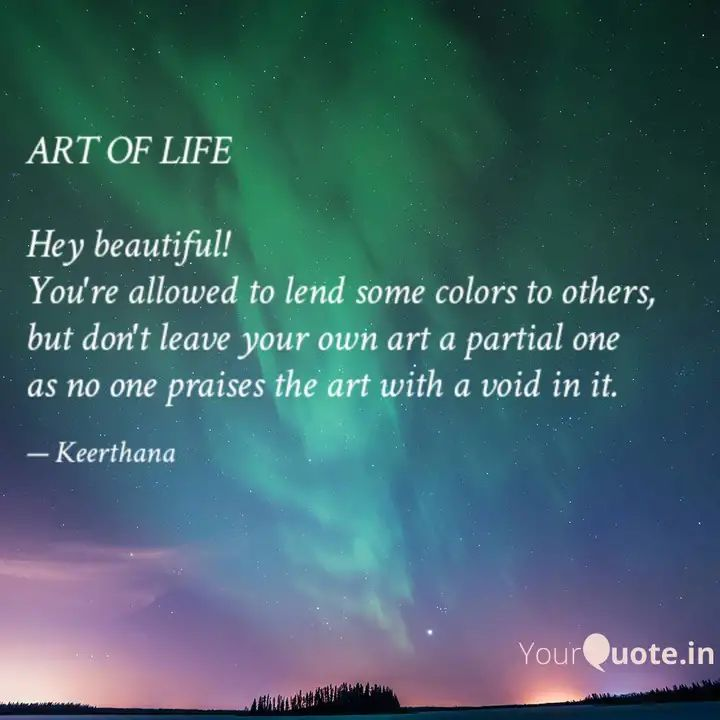 ART OF LIFE
Hey beautiful!
You're allowed to lend some colors to others,
but don't leave your own art a partial one
as no one praises the art with a void in it.
— Keerthana
YourQuote.in